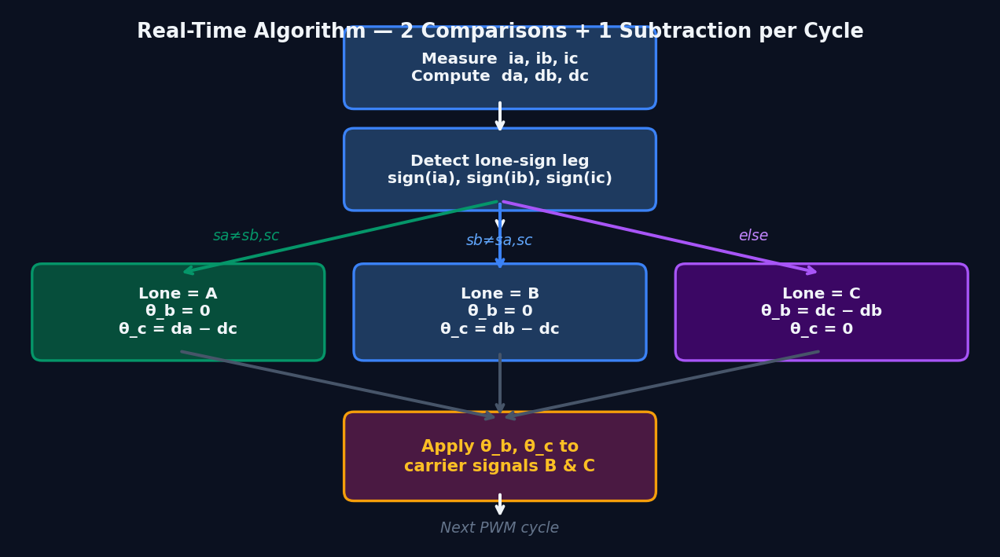 Real-Time Algorithm — 2 Comparisons + 1 Subtraction per Cycle
Measure  ia, ib, ic
Compute  da, db, dc
Detect lone-sign leg
sign(ia), sign(ib), sign(ic)
sa≠sb,sc
sb≠sa,sc
else
Lone = A
θ_b = 0
θ_c = da − dc
Lone = B
θ_b = 0
θ_c = db − dc
Lone = C
θ_b = dc − db
θ_c = 0
Apply θ_b, θ_c to
carrier signals B & C
Next PWM cycle